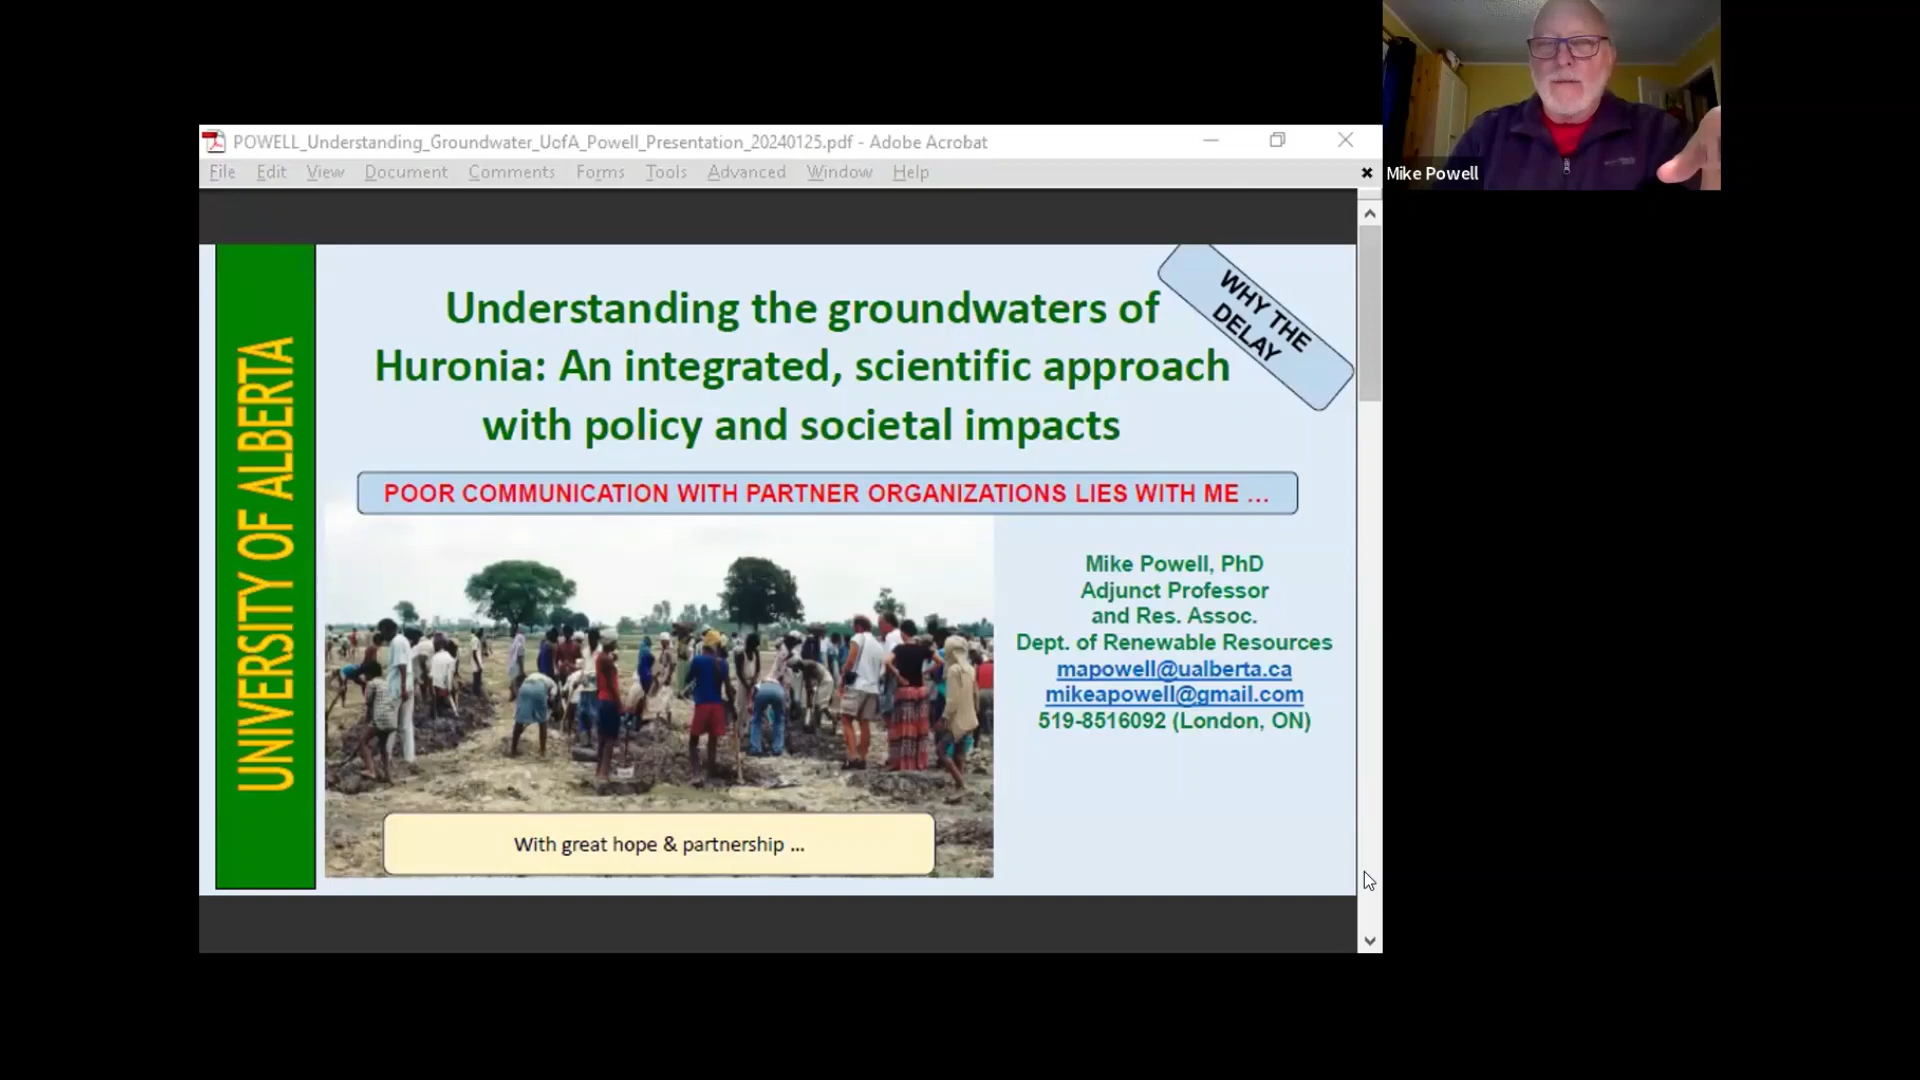 POWELL_Understanding_Groundwater_UofA_Powell_Presentation_20240125.pdf - Adobe Acrobat
File Edit View Document Comments Forms Tools Advanced Window Help
Mike Powell
UNIVERSITY OF ALBERTA
Understanding the groundwaters of
Huronia: An integrated, scientific approach
with policy and societal impacts
WHY THE
DELAY
POOR COMMUNICATION WITH PARTNER ORGANIZATIONS LIES WITH ME ...
Mike Powell, PhD
Adjunct Professor
and Res. Assoc.
Dept. of Renewable Resources
mapowell@ualberta.ca
mikeapowell@gmail.com
519-8516092 (London, ON)
With great hope & partnership ...